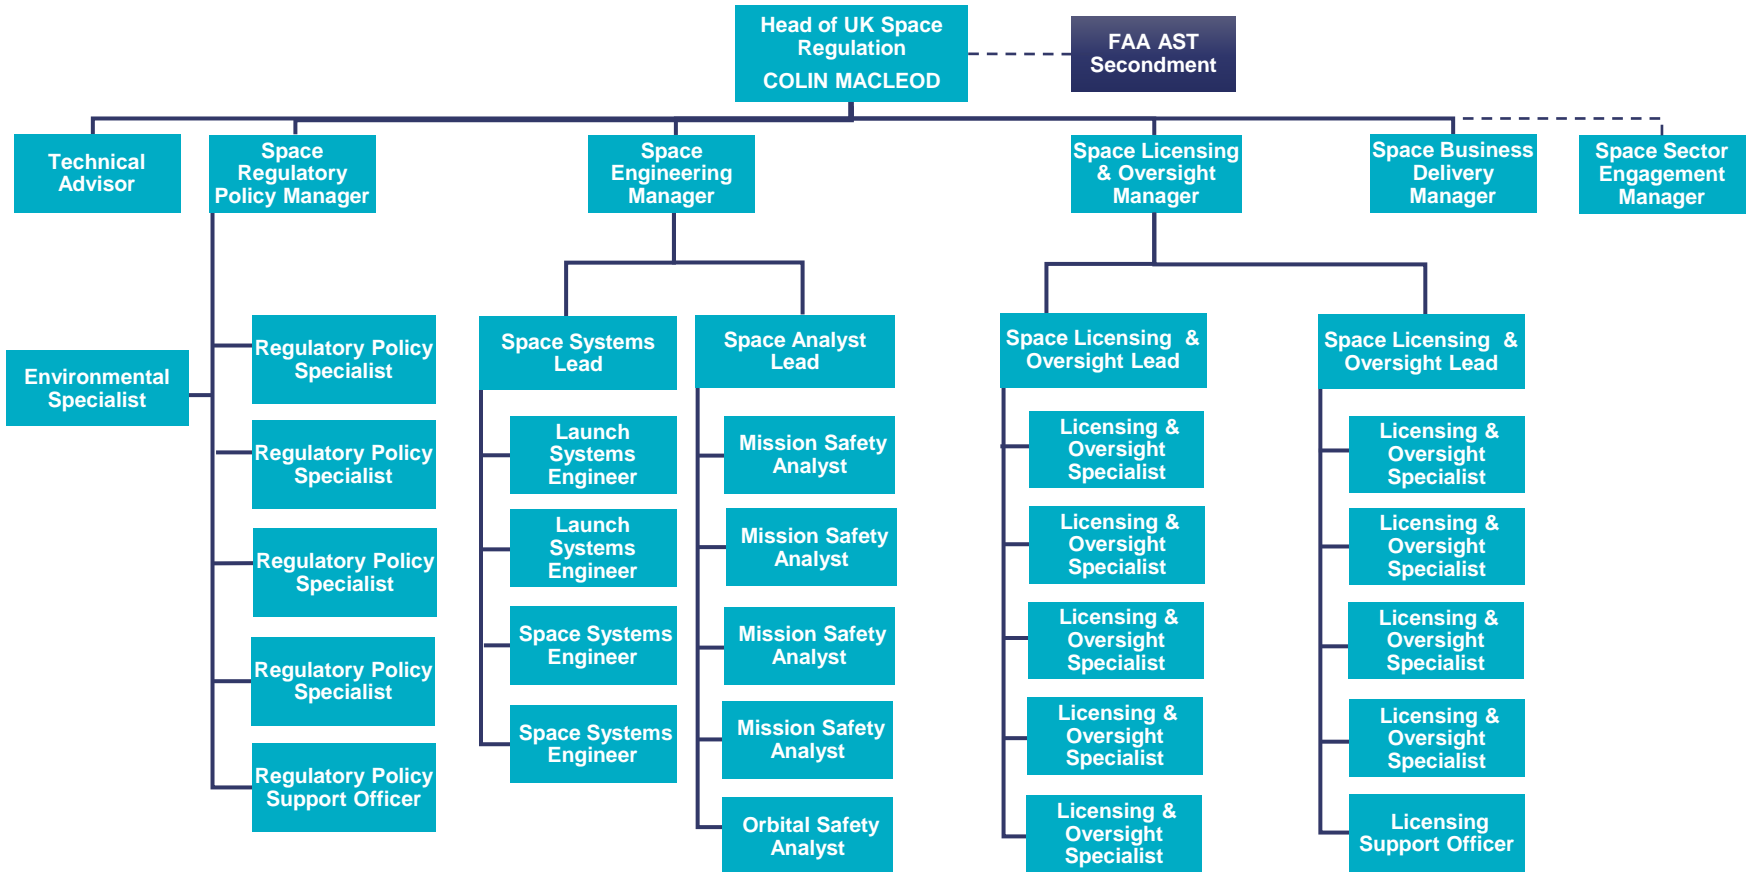 Head of UK Space
Regulation
COLIN MACLEOD
FAA AST
Secondment
Technical
Advisor
Space
Regulatory
Policy Manager
Space
Engineering
Manager
Space Licensing
& Oversight
Manager
Space Business
Delivery
Manager
Space Sector
Engagement
Manager
Environmental
Specialist
Regulatory Policy
Specialist
Regulatory Policy
Specialist
Regulatory Policy
Specialist
Regulatory Policy
Specialist
Regulatory Policy
Support Officer
Space Systems
Lead
Launch
Systems
Engineer
Launch
Systems
Engineer
Space Systems
Engineer
Space Systems
Engineer
Space Analyst
Lead
Mission Safety
Analyst
Mission Safety
Analyst
Mission Safety
Analyst
Mission Safety
Analyst
Orbital Safety
Analyst
Space Licensing &
Oversight Lead
Licensing &
Oversight
Specialist
Licensing &
Oversight
Specialist
Licensing &
Oversight
Specialist
Licensing &
Oversight
Specialist
Licensing &
Oversight
Specialist
Space Licensing &
Oversight Lead
Licensing &
Oversight
Specialist
Licensing &
Oversight
Specialist
Licensing &
Oversight
Specialist
Licensing &
Oversight
Specialist
Licensing
Support Officer